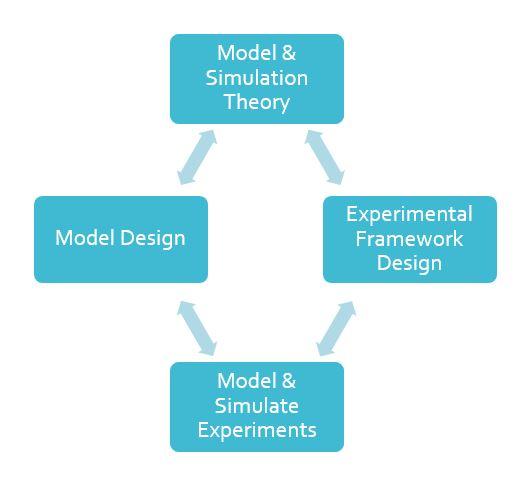 Model &
Simulation
Theory
Model Design
Experimental
Framework
Design
Model &
Simulate
Experiments